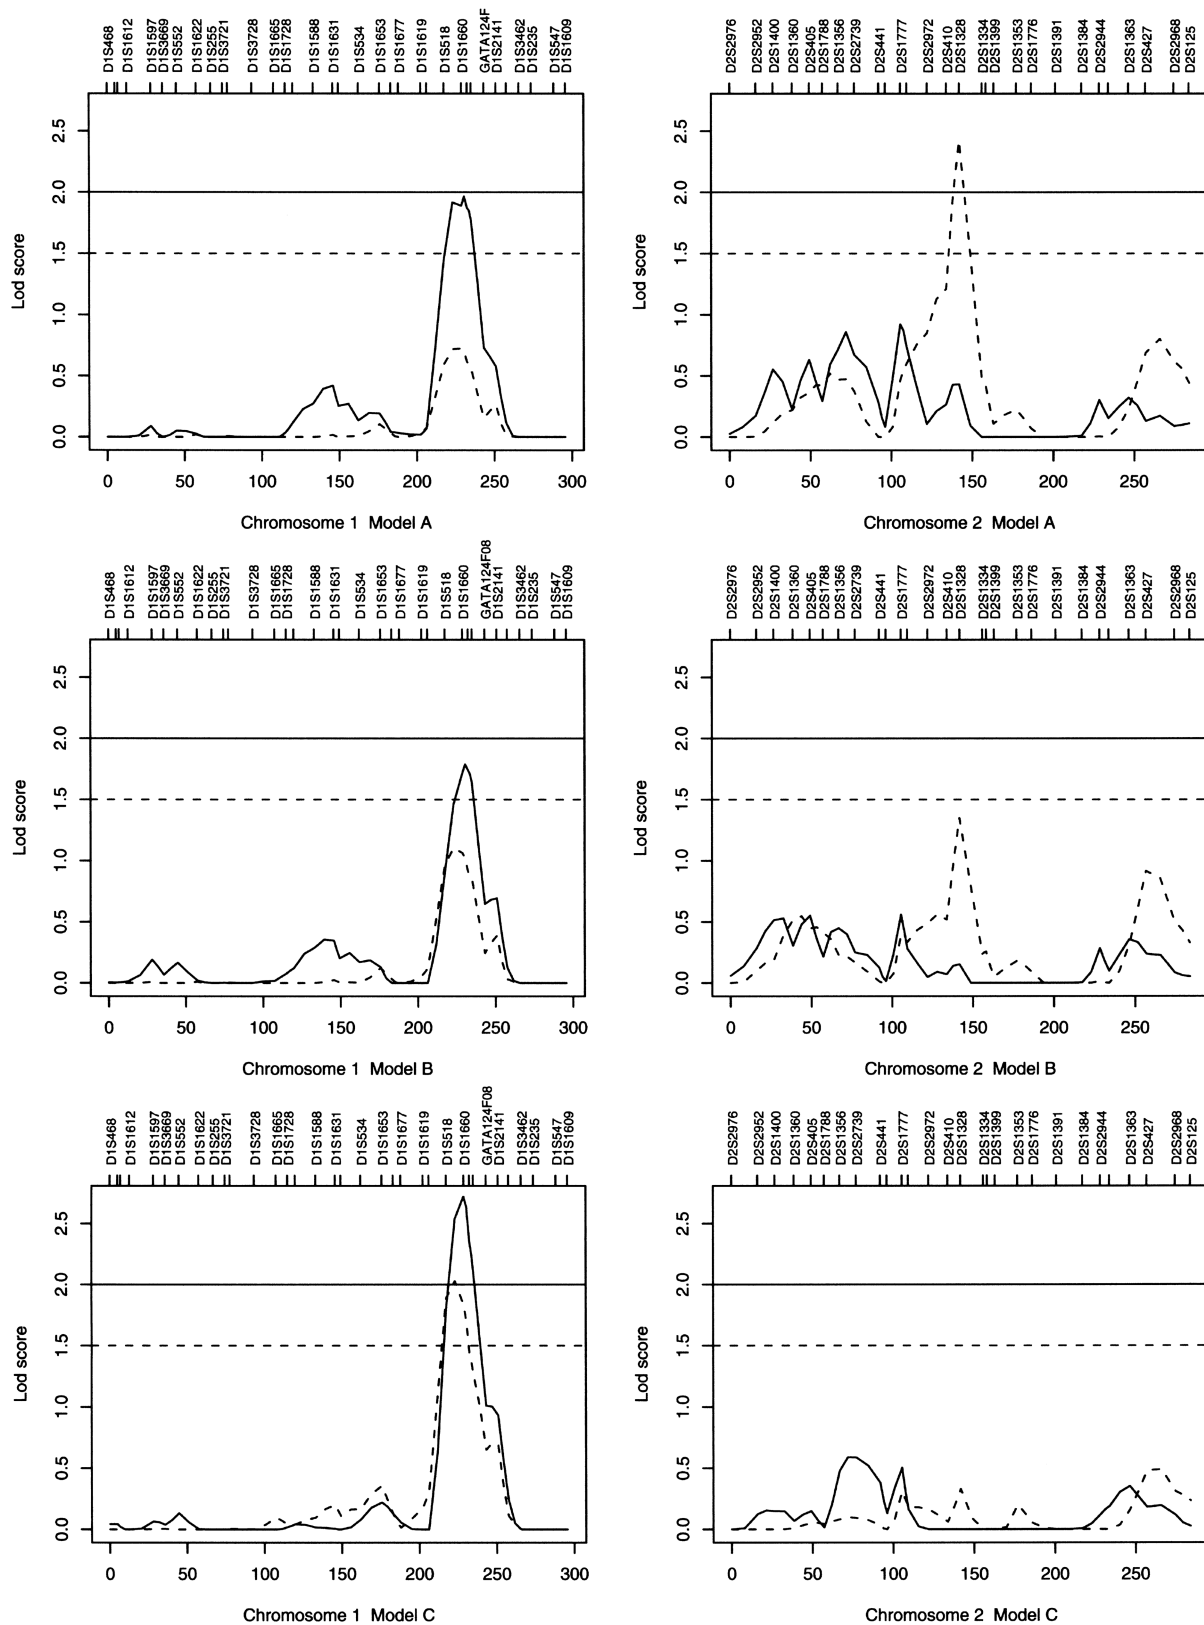 D1S468 D1S1612 D1S1597 D1S3669 D1S552 D1S1622 D1S255 D1S3721 D1S3728 D1S1665 D1S1728 D1S1588 D1S1631 D1S534 D1S1653 D1S1677 D1S1619 D1S518 D1S1660 GATA124F D1S2141 D1S3462 D1S235 D1S547 D1S1609
Lod score
2.5
2.0
1.5
1.0
0.5
0.0
0 50 100 150 200 250 300
Chromosome 1 Model A
D2S2976 D2S2952 D2S1400 D2S1360 D2S405 D2S1788 D2S1356 D2S2739 D2S441 D2S1777 D2S2972 D2S410 D2S1328 D2S1334 D2S1399 D2S1353 D2S1776 D2S1391 D2S1384 D2S2944 D2S1363 D2S427 D2S2968 D2S125
Lod score
2.5
2.0
1.5
1.0
0.5
0.0
0 50 100 150 200 250
Chromosome 2 Model A
D1S468 D1S1612 D1S1597 D1S3669 D1S552 D1S1622 D1S255 D1S3721 D1S3728 D1S1665 D1S1728 D1S1588 D1S1631 D1S534 D1S1653 D1S1677 D1S1619 D1S518 D1S1660 GATA124F08 D1S2141 D1S3462 D1S235 D1S547 D1S1609
Lod score
2.5
2.0
1.5
1.0
0.5
0.0
0 50 100 150 200 250 300
Chromosome 1 Model B
D2S2976 D2S2952 D2S1400 D2S1360 D2S405 D2S1788 D2S1356 D2S2739 D2S441 D2S1777 D2S2972 D2S410 D2S1328 D2S1334 D2S1399 D2S1353 D2S1776 D2S1391 D2S1384 D2S2944 D2S1363 D2S427 D2S2968 D2S125
Lod score
2.5
2.0
1.5
1.0
0.5
0.0
0 50 100 150 200 250
Chromosome 2 Model B
D1S468 D1S1612 D1S1597 D1S3669 D1S552 D1S1622 D1S255 D1S3721 D1S3728 D1S1665 D1S1728 D1S1588 D1S1631 D1S534 D1S1653 D1S1677 D1S1619 D1S518 D1S1660 GATA124F08 D1S2141 D1S3462 D1S235 D1S547 D1S1609
Lod score
2.5
2.0
1.5
1.0
0.5
0.0
0 50 100 150 200 250 300
Chromosome 1 Model C
D2S2976 D2S2952 D2S1400 D2S1360 D2S405 D2S1788 D2S1356 D2S2739 D2S441 D2S1777 D2S2972 D2S410 D2S1328 D2S1334 D2S1399 D2S1353 D2S1776 D2S1391 D2S1384 D2S2944 D2S1363 D2S427 D2S2968 D2S125
Lod score
2.5
2.0
1.5
1.0
0.5
0.0
0 50 100 150 200 250
Chromosome 2 Model C